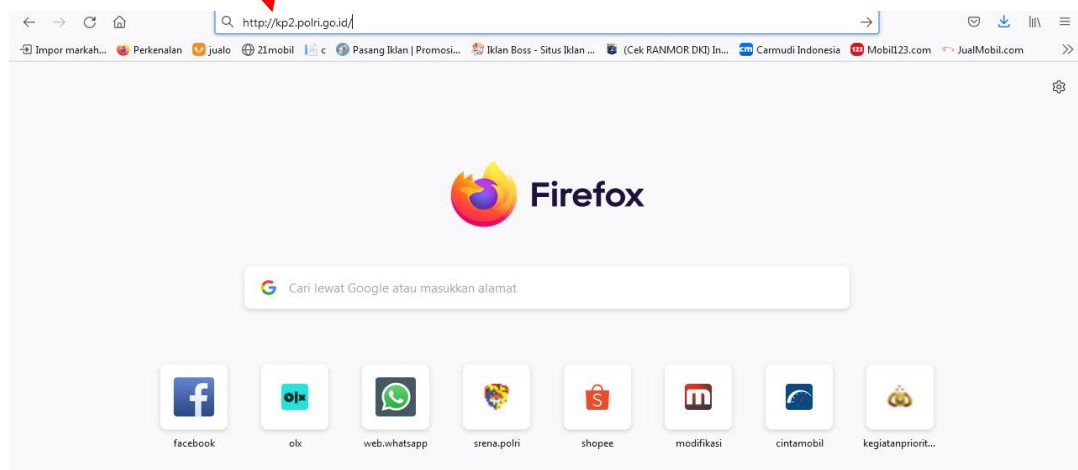 http://kp2.polri.go.id/
Impor markah... Perkenalan jualo 21mobil c Pasang Iklan | Promosi... Iklan Boss - Situs Iklan ... (Cek RANMOR DKI) In... Carmudi Indonesia Mobil123.com JualMobil.com
Firefox
Cari lewat Google atau masukkan alamat
facebook olx web.whatsapp srena.polri shopee modifikasi cintamobil kegiatanpriorit...